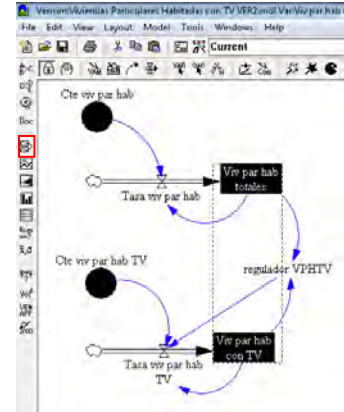 Vensim:Viviendas Particulares Habitadas con TV VER2.mdl Var:Viv par hab
File Edit View Layout Model Tools Windows Help
Current
Doc
Cte viv par hab
Viv par hab
totales
Tasa viv par hab
Cte viv par hab TV
regulador VPHTV
Viv par hab
con TV
Tasa viv par hab
TV